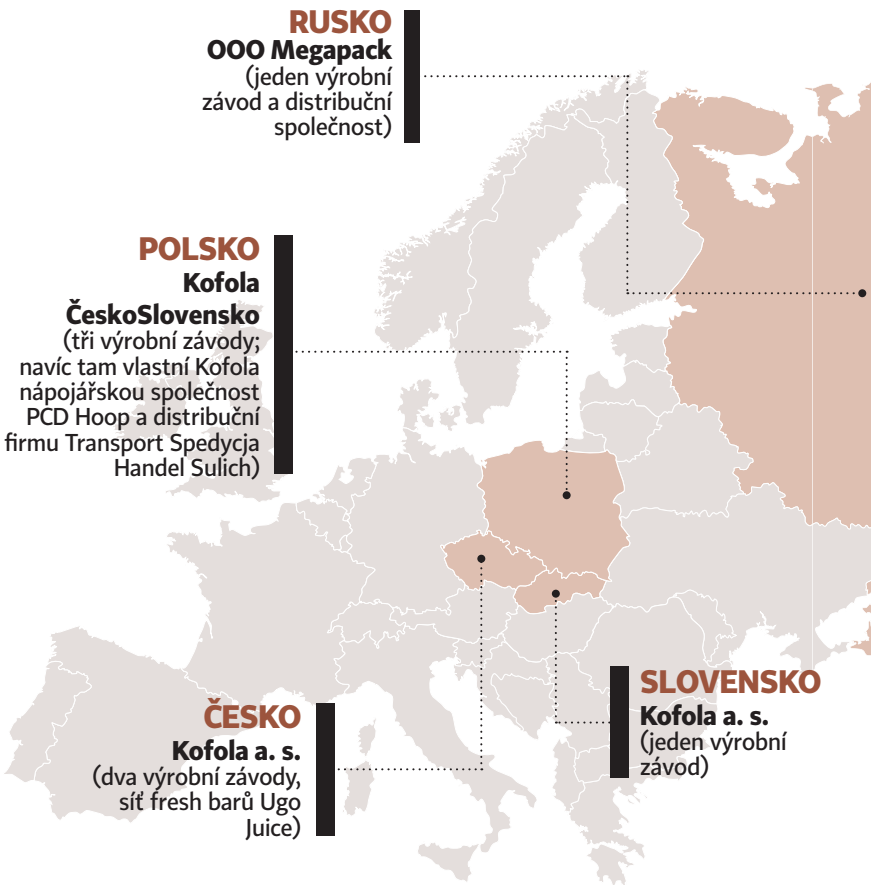 RUSKO
OOO Megapack
(jeden výrobní
závod a distribuční
společnost)
POLSKO
Kofola
ČeskoSlovensko
(tři výrobní závody;
navíc tam vlastní Kofola
nápojářskou společnost
PCD Hoop a distribuční
firmu Transport Spedycja
Handel Sulich)
ČESKO
Kofola a. s.
(dva výrobní závody,
síť fresh barů Ugo
Juice)
SLOVENSKO
Kofola a. s.
(jeden výrobní
závod)